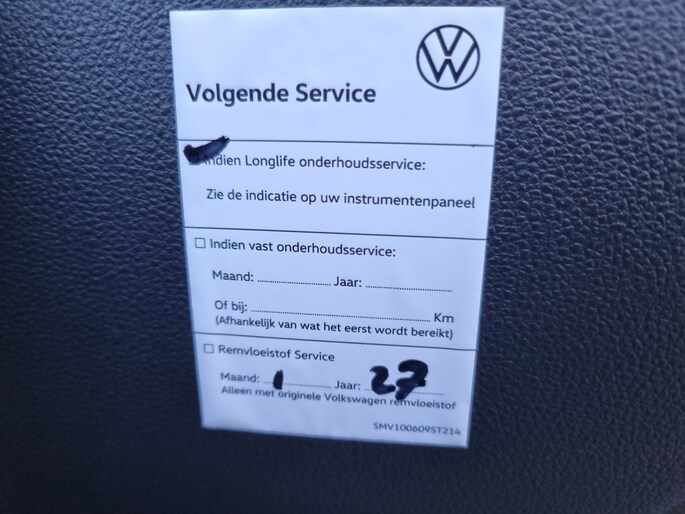 Volgende Service
Indien Longlife onderhoudsservice:
Zie de indicatie op uw instrumentenpaneel
☐ Indien vast onderhoudsservice:
Maand: Jaar:
Of bij: Km
(Afhankelijk van wat het eerst wordt bereikt)
☐ Remvloeistof Service
Maand: 1 Jaar: 27
Alleen met originele Volkswagen remvloeistof
SMV100609ST214